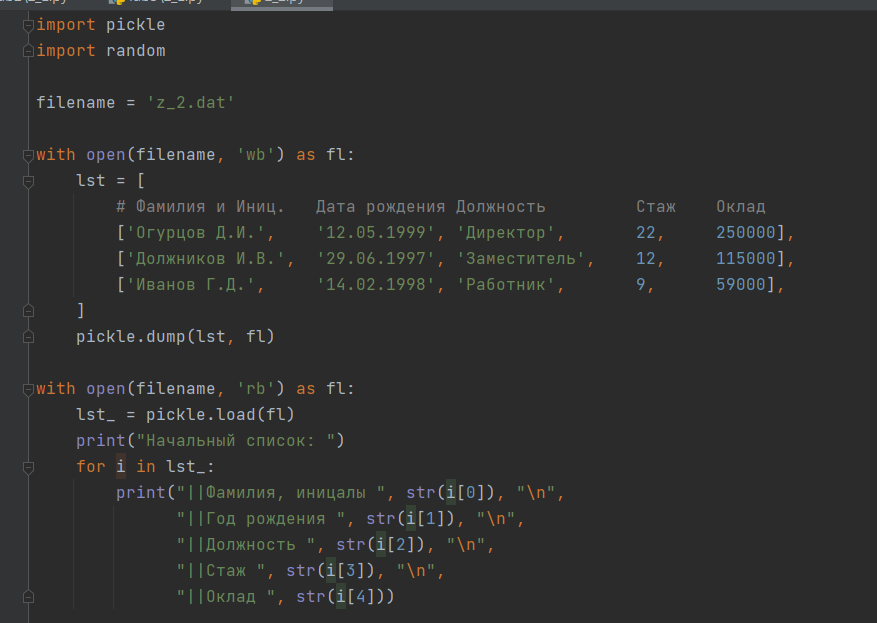 import pickle
import random
filename = 'z_2.dat'
with open(filename, 'wb') as fl:
    lst = [
        # Фамилия и Иниц.   Дата рождения Должность         Стаж    Оклад
        ['Огурцов Д.И.',    '12.05.1999', 'Директор',       22,     250000],
        ['Должников И.В.',  '29.06.1997', 'Заместитель',    12,     115000],
        ['Иванов Г.Д.',     '14.02.1998', 'Работник',       9,      59000],
    ]
    pickle.dump(lst, fl)
with open(filename, 'rb') as fl:
    lst_ = pickle.load(fl)
    print("Начальный список: ")
    for i in lst_:
        print("||Фамилия, иницалы ", str(i[0]), "\n",
              "||Год рождения ", str(i[1]), "\n",
              "||Должность ", str(i[2]), "\n",
              "||Стаж ", str(i[3]), "\n",
              "||Оклад ", str(i[4]))